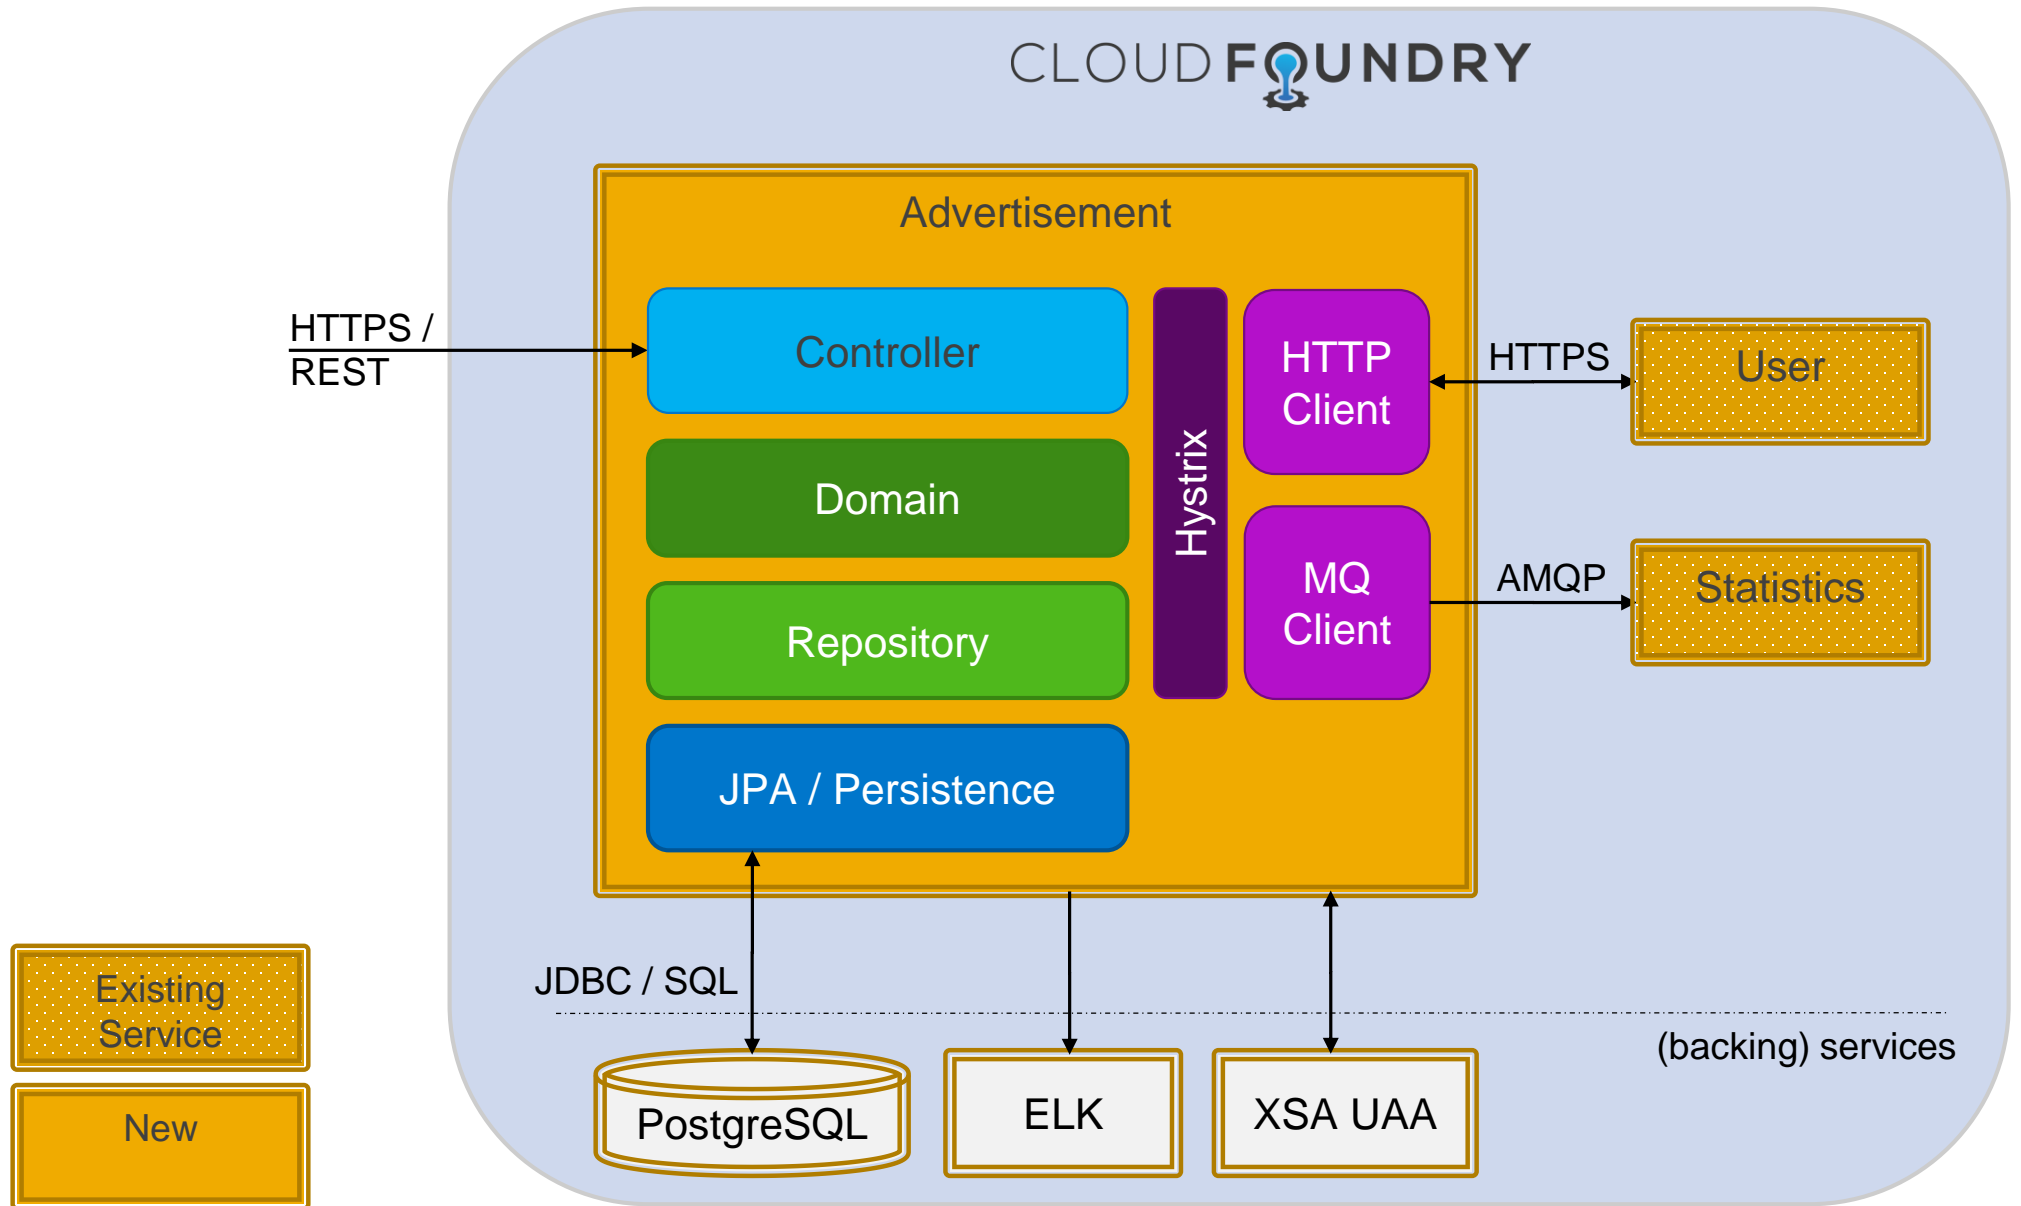 CLOUD FOUNDRY
Advertisement
HTTPS /
REST
Controller
Domain
Repository
JPA / Persistence
Hystrix
HTTP
Client
MQ
Client
HTTPS
User
AMQP
Statistics
JDBC / SQL
(backing) services
PostgreSQL
ELK
XSA UAA
Existing
Service
New